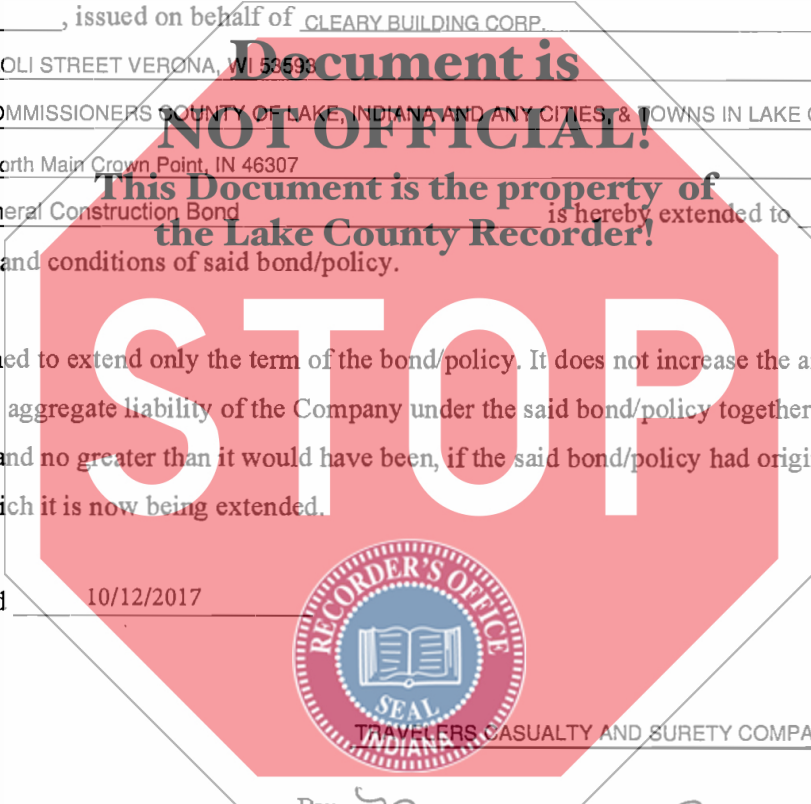 , issued on behalf of CLEARY BUILDING CORP.
Document is
OLI STREET VERONA, WI 53593
OMMISSIONERS COUNTY OF LAKE, INDIANA AND ANY CITIES, & TOWNS IN LAKE
NOT OFFICIAL!
orth Main Crown Point, IN 46307
This Document is the property of
neral Construction Bond is hereby extended to
the Lake County Recorder!
and conditions of said bond/policy.
STOP
ed to extend only the term of the bond/policy. It does not increase the a
aggregate liability of the Company under the said bond/policy together
and no greater than it would have been, if the said bond/policy had origi
ich it is now being extended.
d 10/12/2017
RECORDER'S OFFICE
SEAL
INDIANA
TRAVELERS CASUALTY AND SURETY COMPA